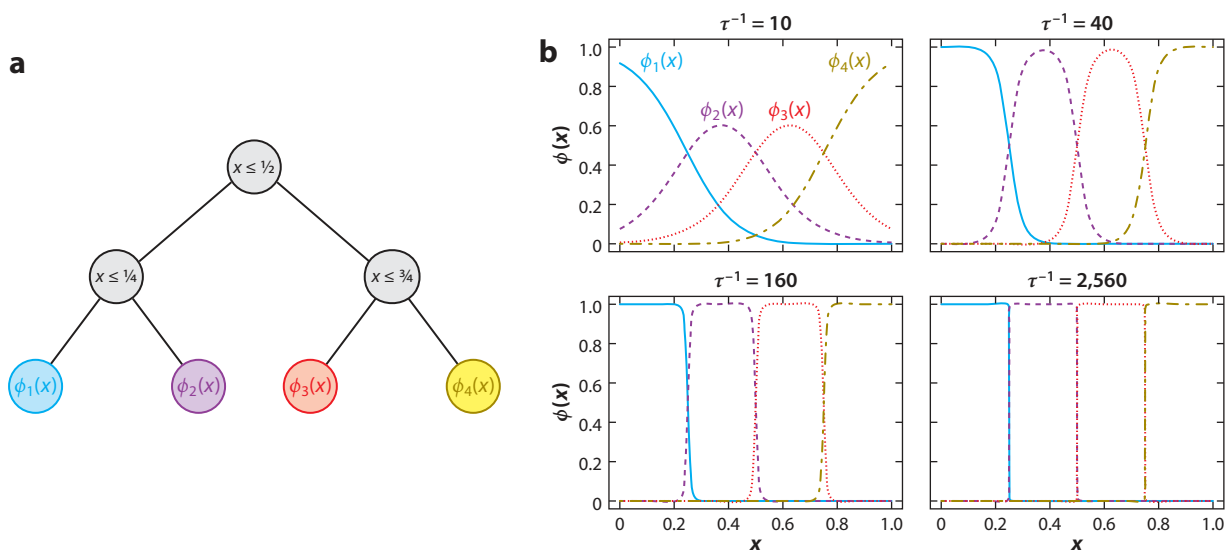 a
x ≤ ½
x ≤ ¼
x ≤ ¾
ϕ1(x)
ϕ2(x)
ϕ3(x)
ϕ4(x)
b
τ−1 = 10
τ−1 = 40
ϕ(x)
1.0
0.8
0.6
0.4
0.2
0
ϕ1(x)
ϕ2(x)
ϕ3(x)
ϕ4(x)
τ−1 = 160
τ−1 = 2,560
ϕ(x)
1.0
0.8
0.6
0.4
0.2
0
0 0.2 0.4 0.6 0.8 1.0
0 0.2 0.4 0.6 0.8 1.0
x
x